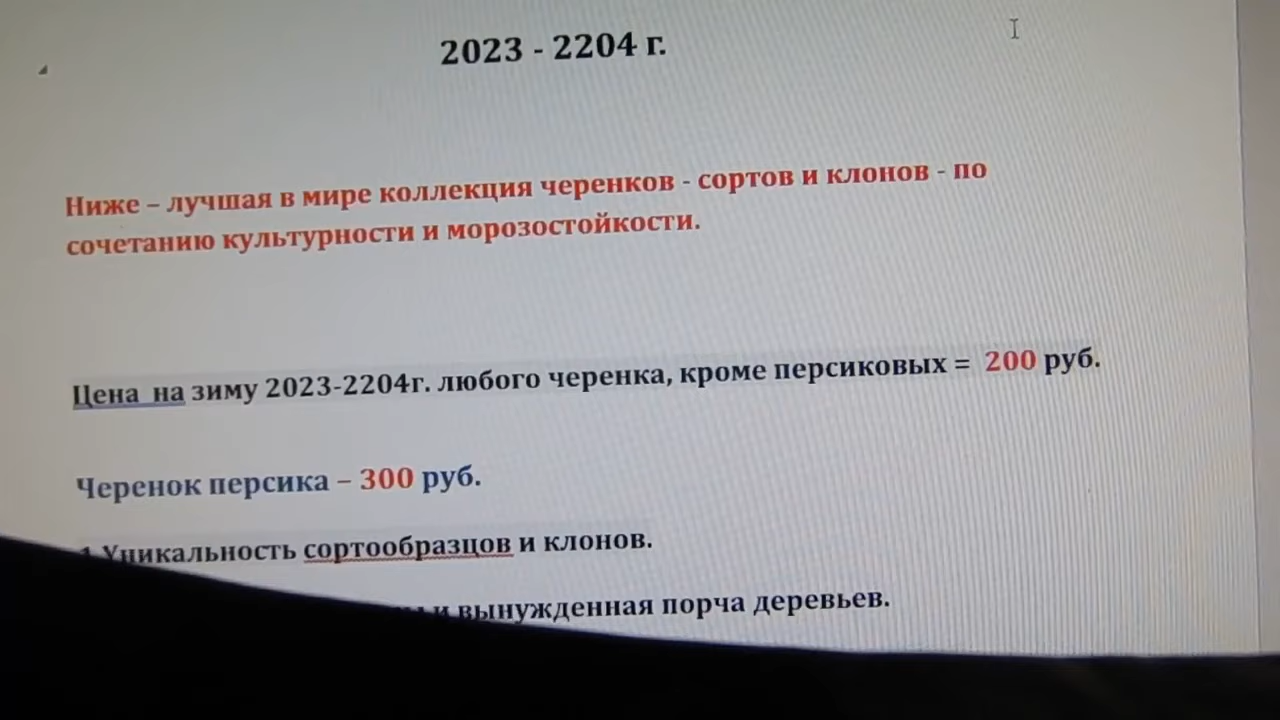 2023 - 2204 г.
Ниже – лучшая в мире коллекция черенков - сортов и клонов - по
сочетанию культурности и морозостойкости.
Цена на зиму 2023-2204г. любого черенка, кроме персиковых = 200 руб.
Черенок персика – 300 руб.
Уникальность сортообразцов и клонов.
и вынужденная порча деревьев.